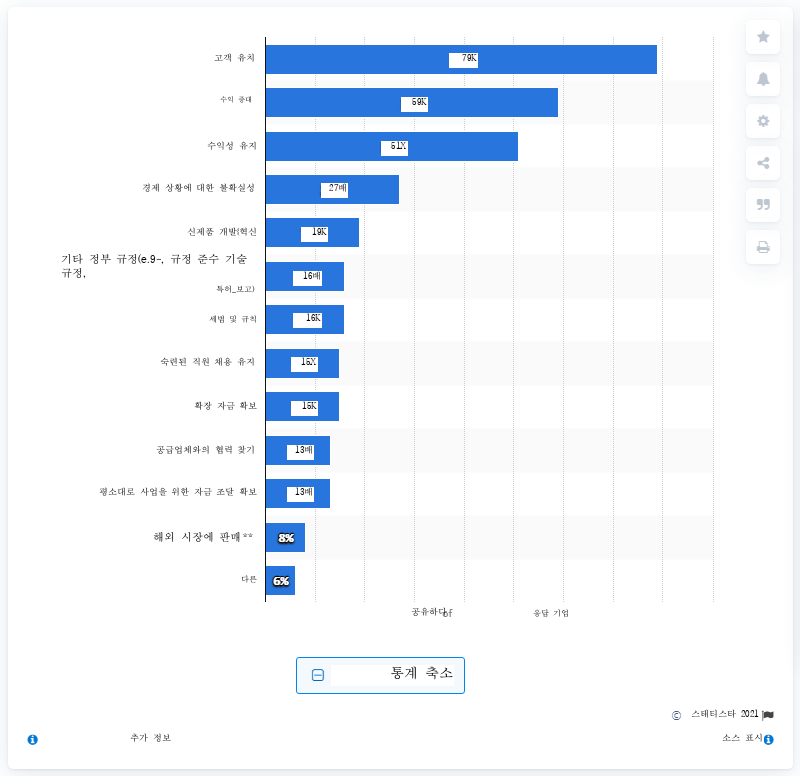 고객 유치
79K
수익 증대
59K
수익성 유지
51X
경제 상황에 대한 불확실성
27배
신제품 개발(혁신
19K
기타 정부 규정(e.9-, 규정 준수 기술
규정,
특허_보고)
16배
세법 및 규칙
16K
숙련된 직원 채용 유지
15X
확장 자금 확보
15K
공급업체와의 협력 찾기
13배
평소대로 사업을 위한 자금 조달 확보
13배
해외 시장에 판매**
8%
다른
6%
공유하다of 응답 기업
통계 축소
© 스태티스타 2021
추가 정보 소스 표시